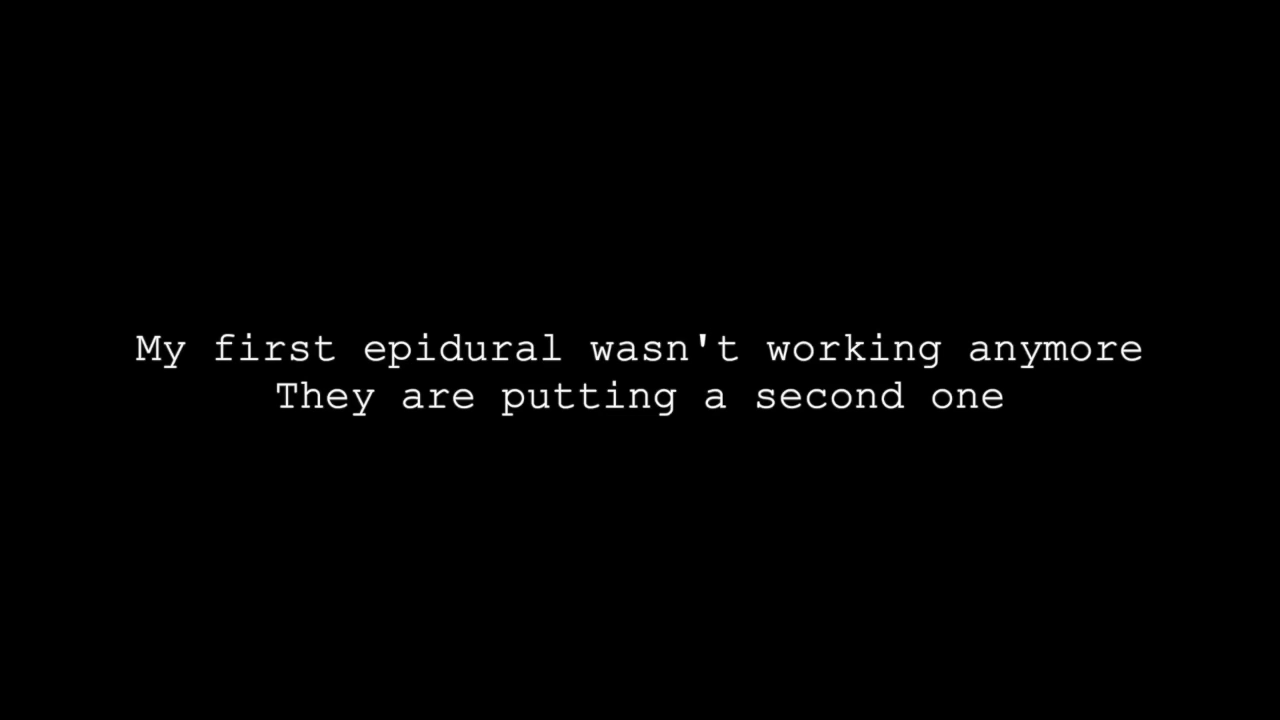 My first epidural wasn't working anymore
They are putting a second one